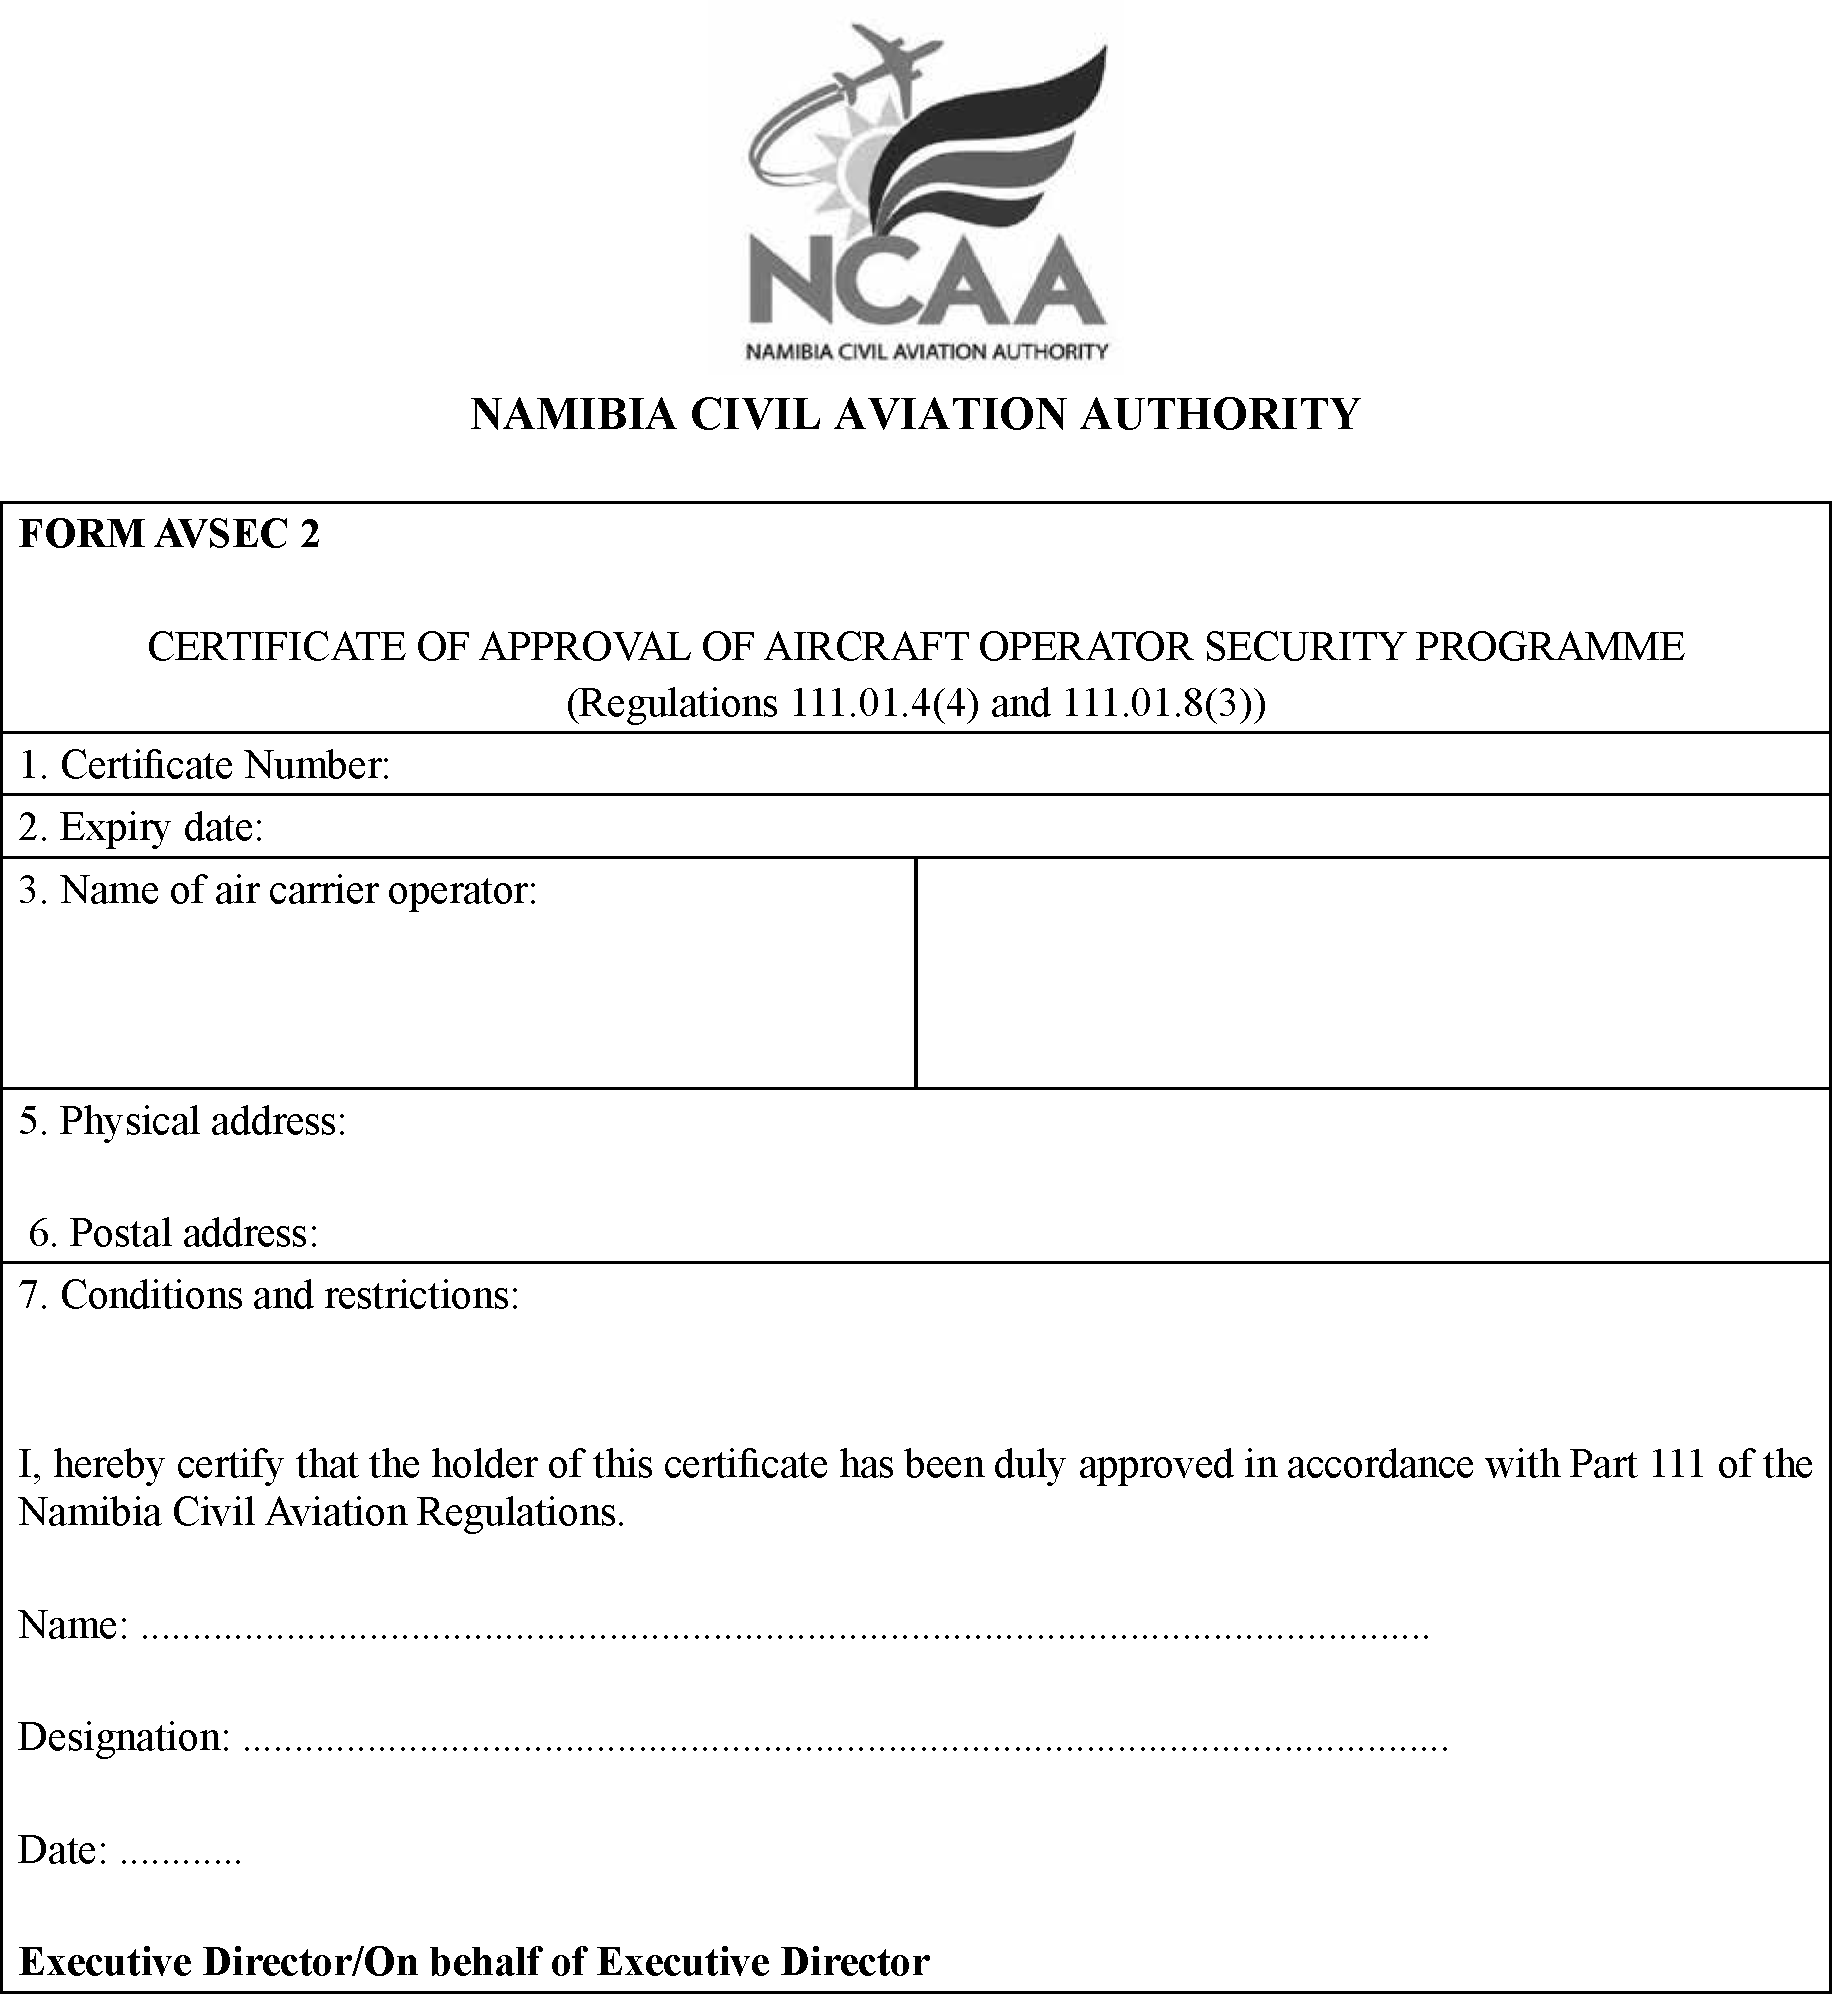 NCAA
NAMIBIA CIVIL AVIATION AUTHORITY
NAMIBIA CIVIL AVIATION AUTHORITY
FORM AVSEC 2
CERTIFICATE OF APPROVAL OF AIRCRAFT OPERATOR SECURITY PROGRAMME
(Regulations 111.01.4(4) and 111.01.8(3))
1. Certificate Number:
2. Expiry date:
3. Name of air carrier operator:
5. Physical address:
6. Postal address:
7. Conditions and restrictions:
I, hereby certify that the holder of this certificate has been duly approved in accordance with Part 111 of the
Namibia Civil Aviation Regulations.
Name: ............................................................................................................................
Designation: ....................................................................................................................
Date: ............
Executive Director/On behalf of Executive Director